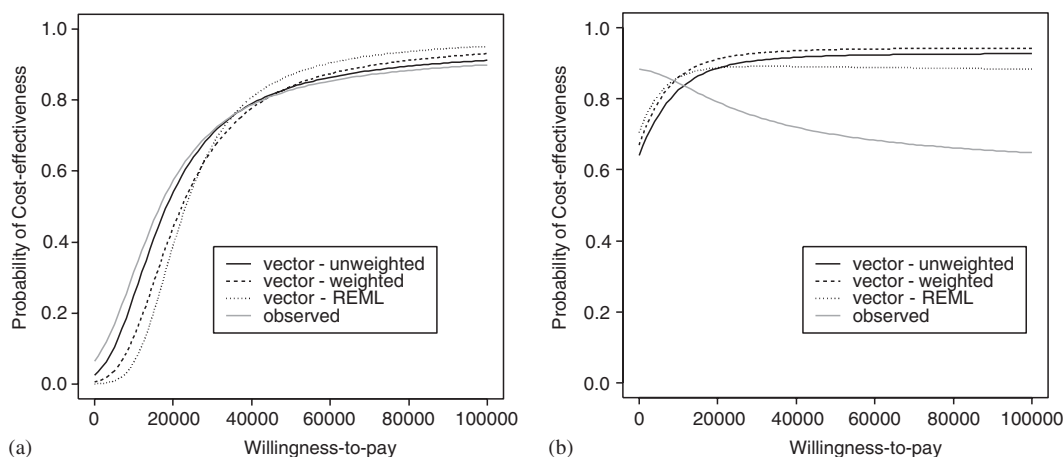 Probability of Cost-effectiveness
1.0
0.8
0.6
0.4
0.2
0.0
vector - unweighted
vector - weighted
vector - REML
observed
0 20000 40000 60000 80000 100000
(a) Willingness-to-pay
Probability of Cost-effectiveness
1.0
0.8
0.6
0.4
0.2
0.0
vector - unweighted
vector - weighted
vector - REML
observed
0 20000 40000 60000 80000 100000
(b) Willingness-to-pay